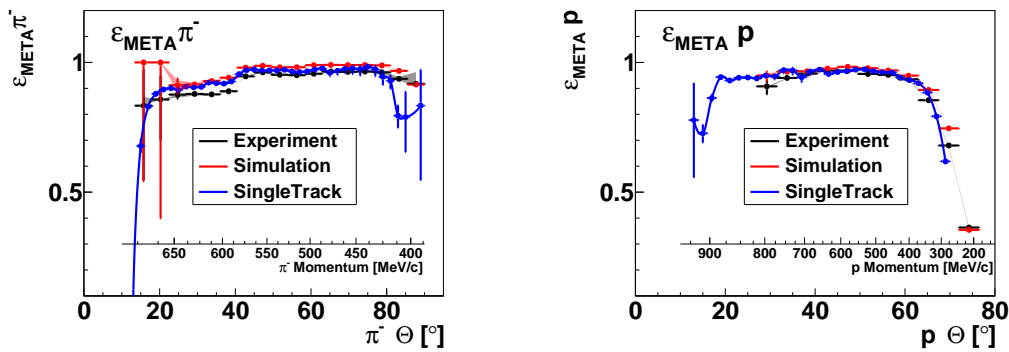 ε_META π⁻
ε_META π⁻
1
0.5
Experiment
Simulation
SingleTrack
650 600 550 500 450 400
π⁻ Momentum [MeV/c]
0 20 40 60 80
π⁻ Θ [°]
ε_META p
ε_META p
1
0.5
Experiment
Simulation
SingleTrack
900 800 700 600 500 400 300 200
p Momentum [MeV/c]
0 20 40 60 80
p Θ [°]